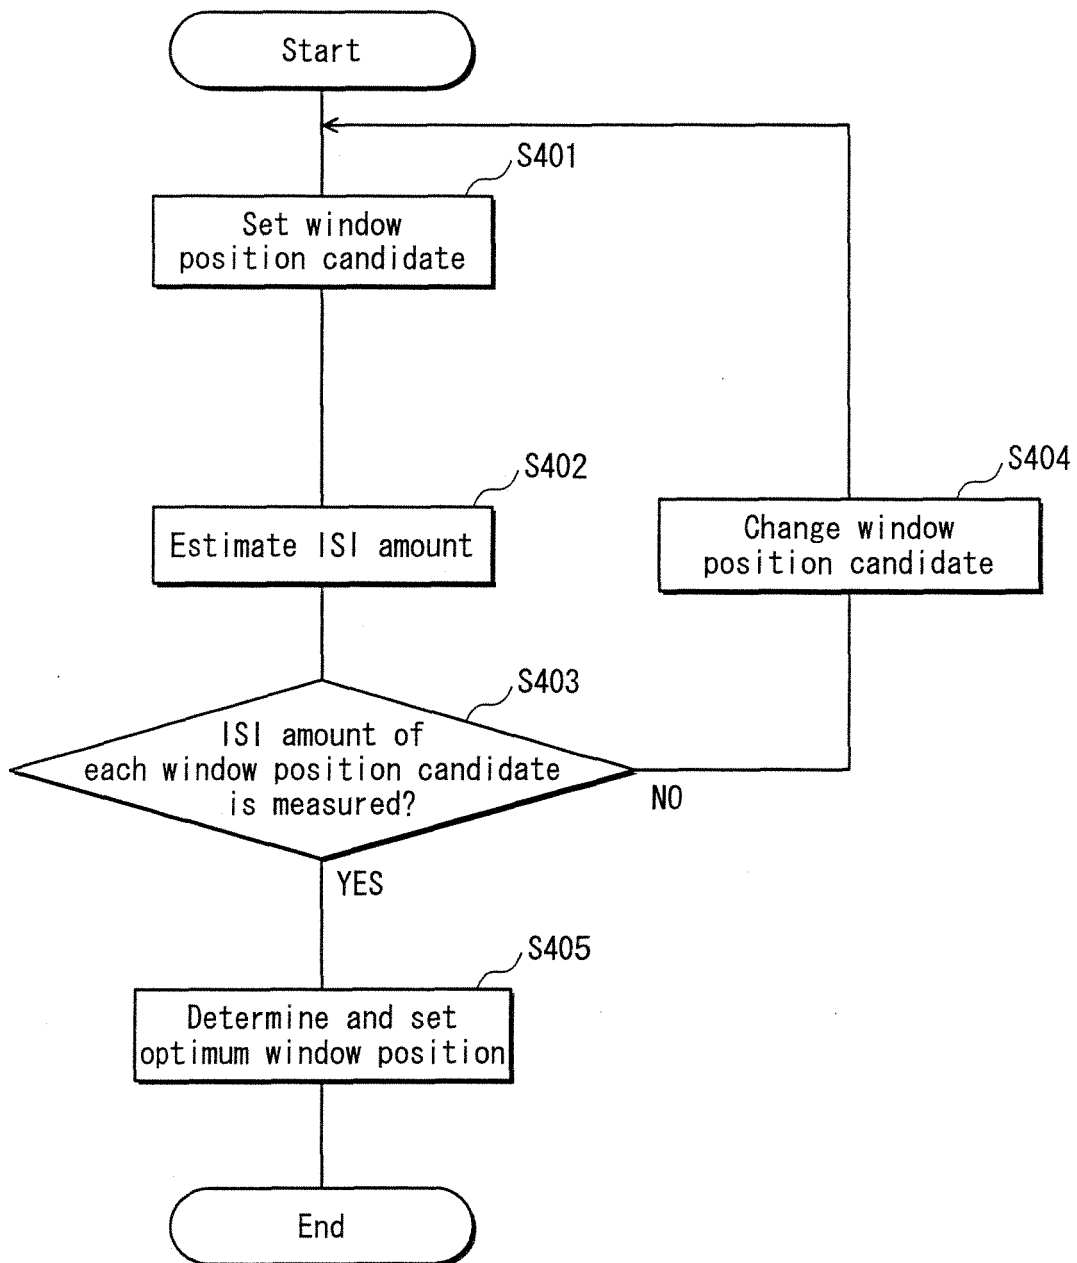 Start
S401
Set window
position candidate
S402
Estimate ISI amount
S404
Change window
position candidate
S403
ISI amount of
each window position candidate
is measured?
NO
YES
S405
Determine and set
optimum window position
End